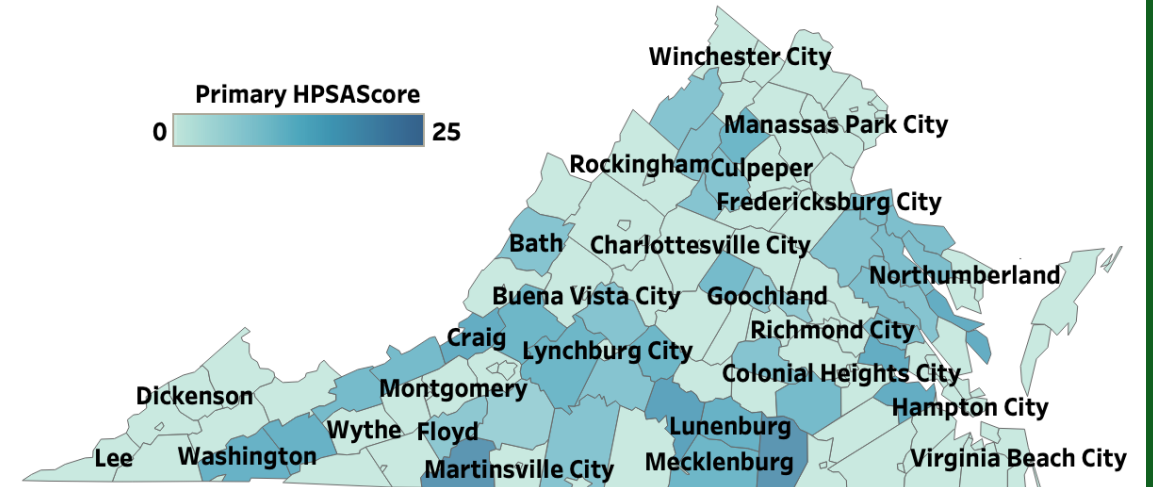 Winchester City
Primary HPSAScore
0
25
Manassas Park City
Rockingham
Culpeper
Fredericksburg City
Bath
Charlottesville City
Northumberland
Buena Vista City
Goochland
Richmond City
Craig
Lynchburg City
Colonial Heights City
Montgomery
Dickenson
Hampton City
Lunenburg
Wythe
Floyd
Lee
Washington
Virginia Beach City
Mecklenburg
Martinsville City